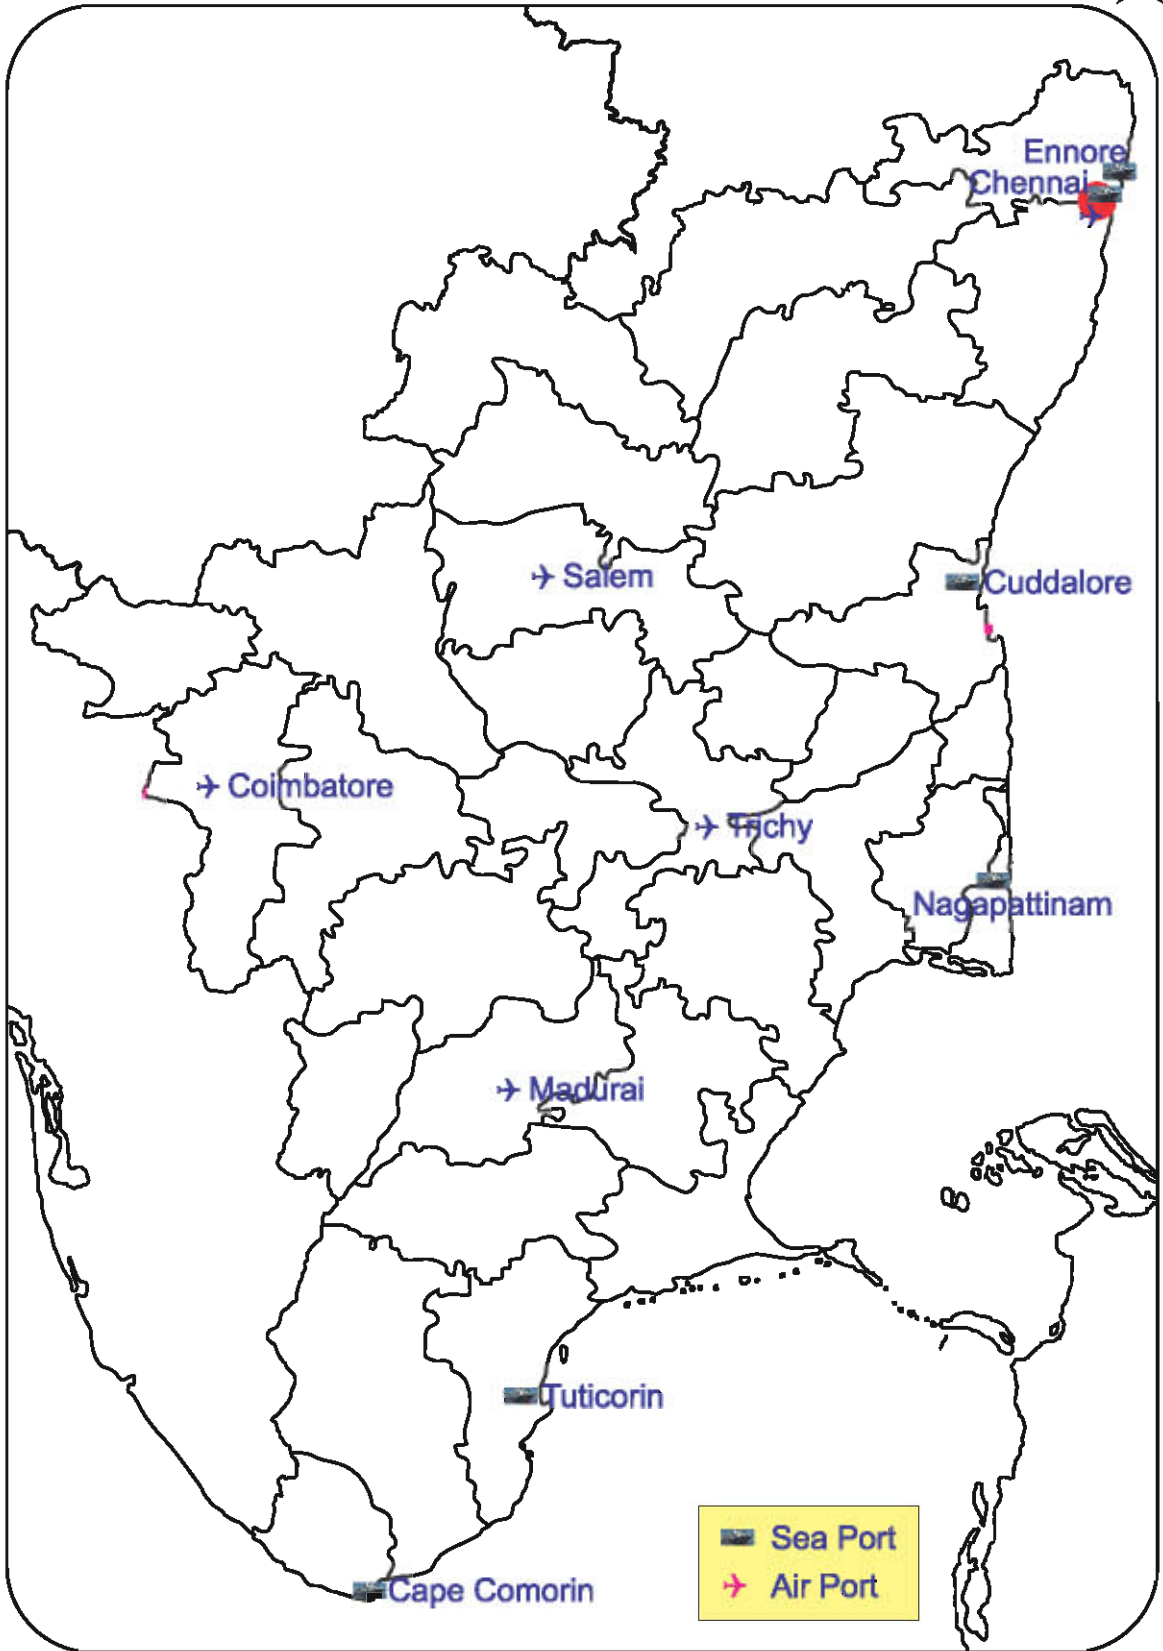 Ennore
Chennai
Salem
Cuddalore
Coimbatore
Trichy
Nagapattinam
Madurai
Tuticorin
Sea Port
Air Port
Cape Comorin